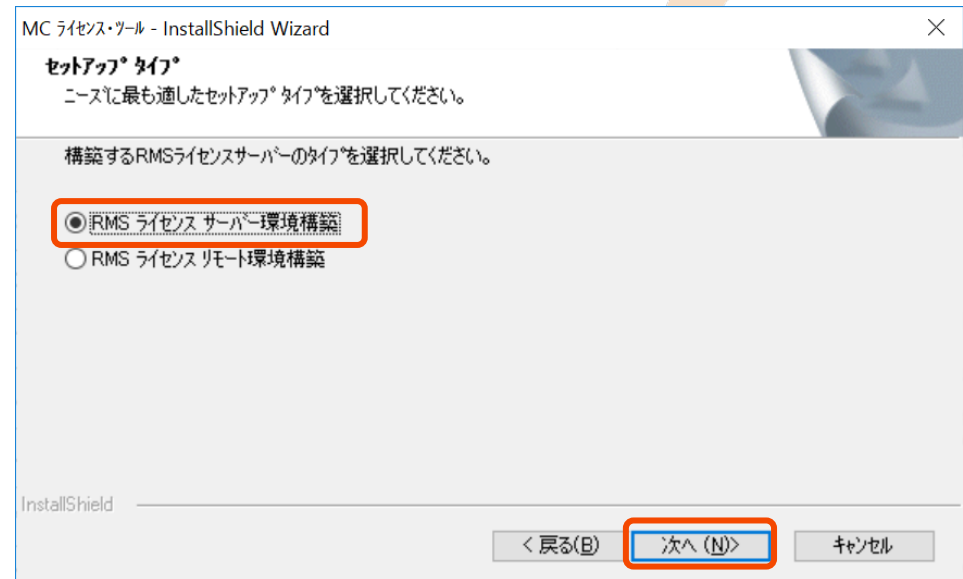 MC ライセンス・ツール - InstallShield Wizard
セットアップ タイプ
ニーズに最も適したセットアップ タイプを選択してください。
構築するRMSライセンスサーバーのタイプを選択してください。
RMS ライセンス サーバー環境構築
RMS ライセンス リモート環境構築
InstallShield
< 戻る(B) 次へ (N)> キャンセル